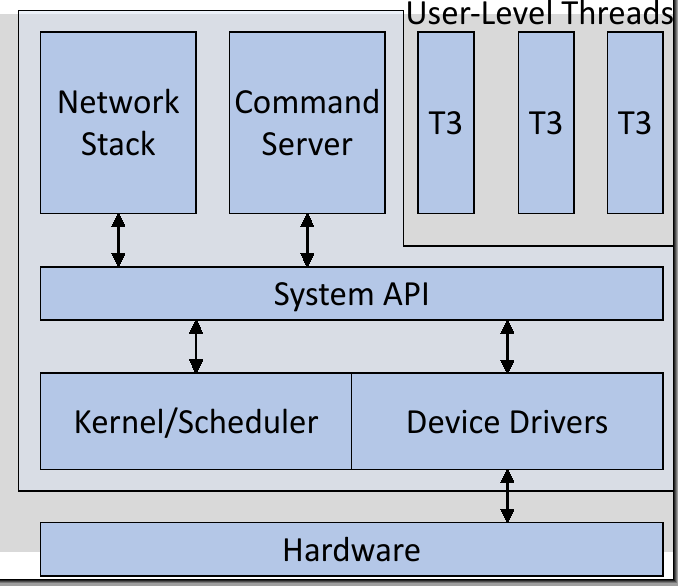 User-Level Threads
Network
Stack
Command
Server
T3
T3
T3
System API
Kernel/Scheduler
Device Drivers
Hardware